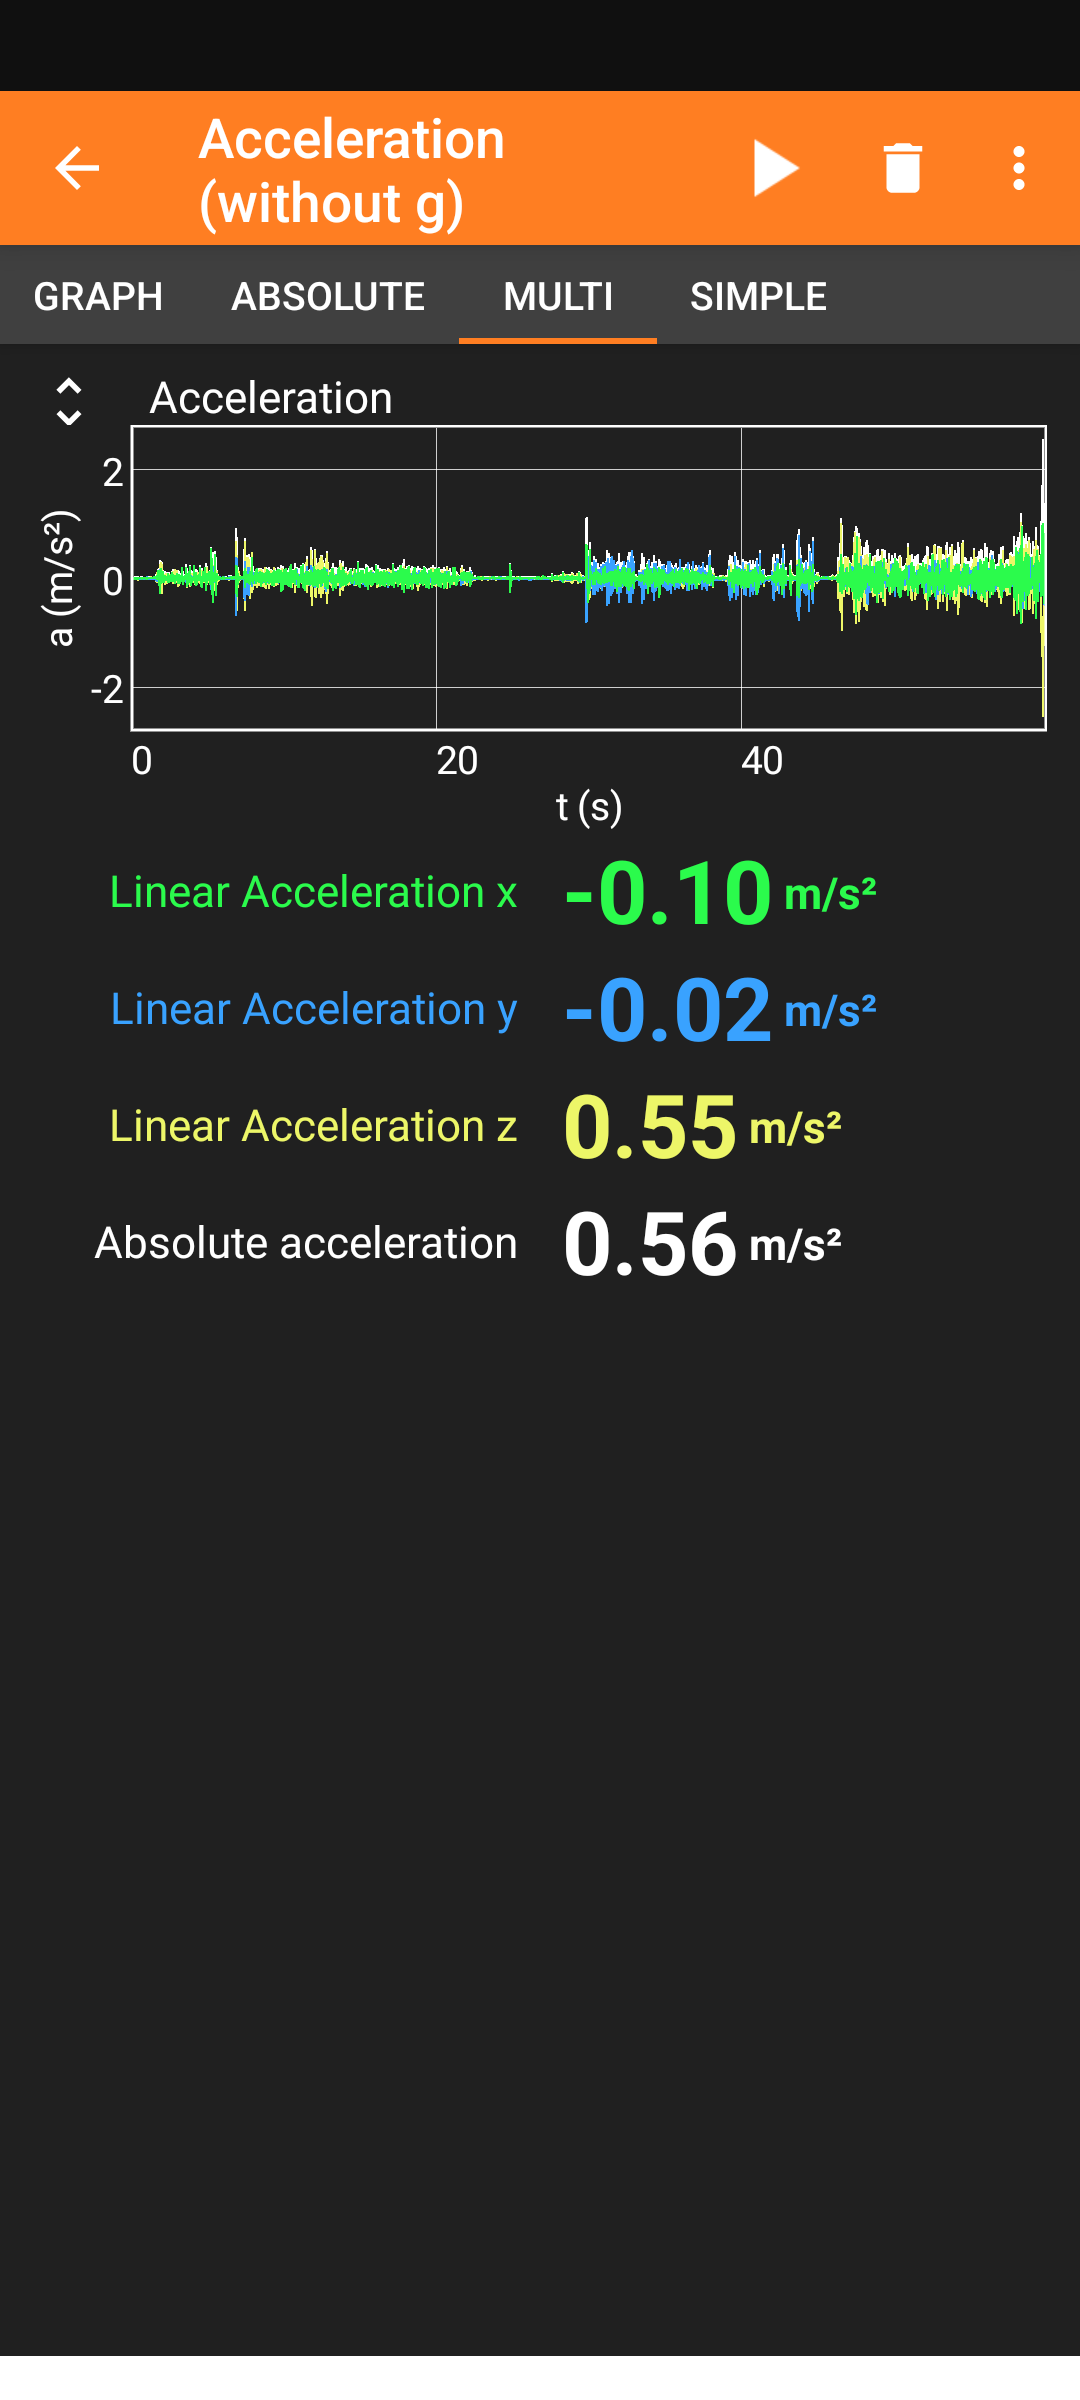 Acceleration
(without g)
GRAPH ABSOLUTE MULTI SIMPLE
Acceleration
a (m/s²)
2
0
-2
0 20 40
t (s)
Linear Acceleration x -0.10 m/s²
Linear Acceleration y -0.02 m/s²
Linear Acceleration z 0.55 m/s²
Absolute acceleration 0.56 m/s²